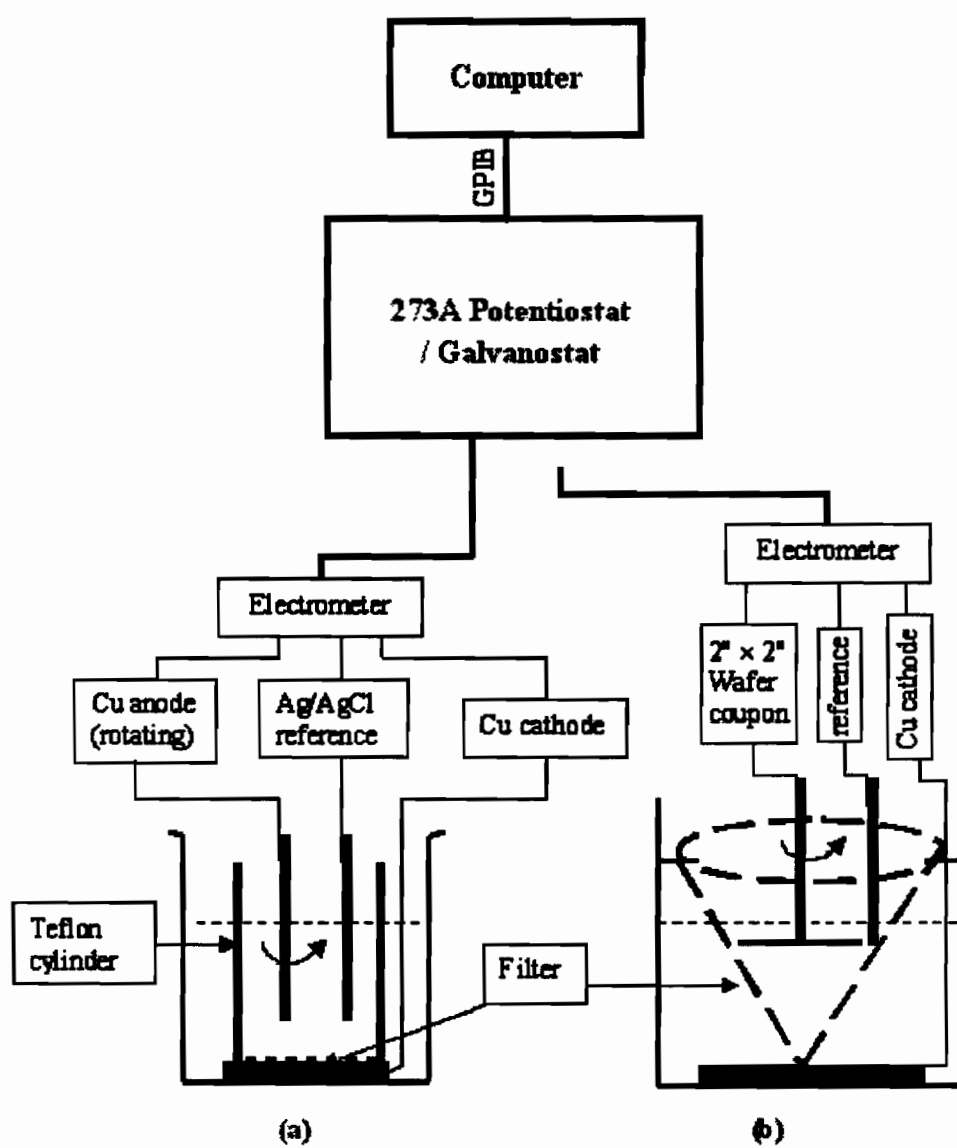 Computer
GPIB
273A Potentiostat
/ Galvanostat
Electrometer
Electrometer
Cu anode
(rotating)
Ag/AgCl
reference
Cu cathode
2" × 2"
Wafer
coupon
reference
Cu cathode
Teflon
cylinder
Filter
(a)
(b)